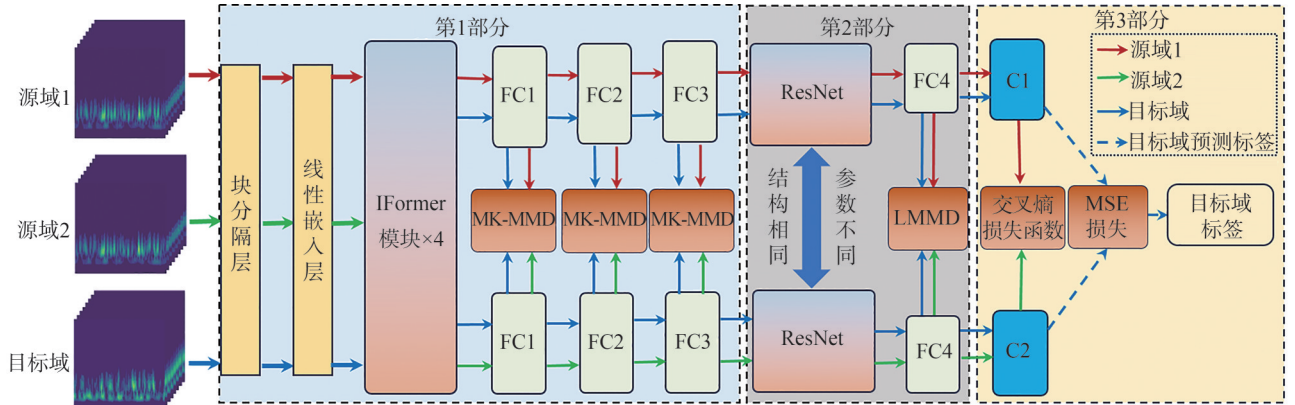 第1部分
第2部分
第3部分
源域1
源域2
目标域
块分隔层
线性嵌入层
IFormer
模块×4
FC1
FC2
FC3
MK-MMD
MK-MMD
MK-MMD
FC1
FC2
FC3
ResNet
结构相同
参数不同
ResNet
FC4
LMMD
FC4
C1
C2
交叉熵
损失函数
MSE
损失
目标域
标签
源域1
源域2
目标域
目标域预测标签